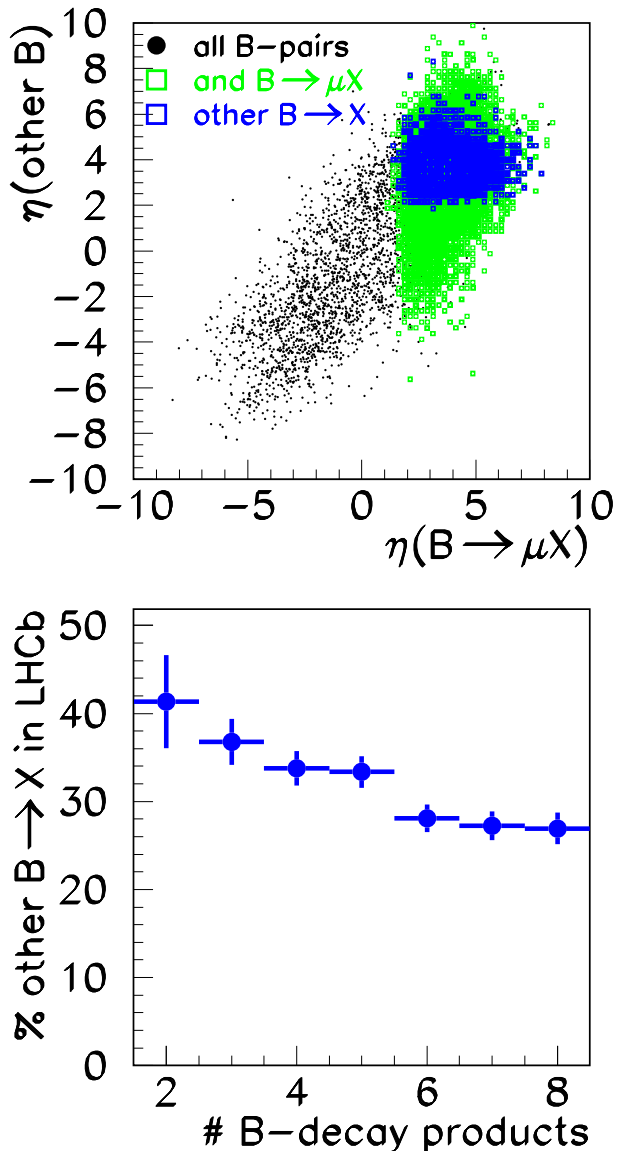 η(other B)
10
8
6
4
2
0
−2
−4
−6
−8
−10
all B−pairs
and B→μX
other B→X
−10 −5 0 5 10
η(B→μX)
% other B→X in LHCb
50
40
30
20
10
0
2 4 6 8
# B−decay products